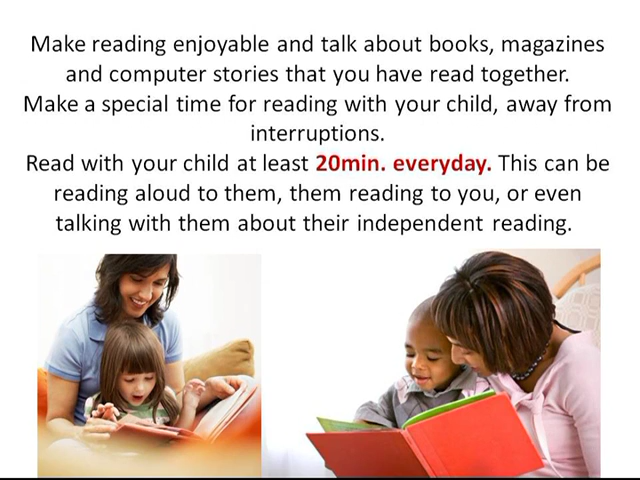 Make reading enjoyable and talk about books, magazines
and computer stories that you have read together.
Make a special time for reading with your child, away from
interruptions.
Read with your child at least 20min. everyday. This can be
reading aloud to them, them reading to you, or even
talking with them about their independent reading.